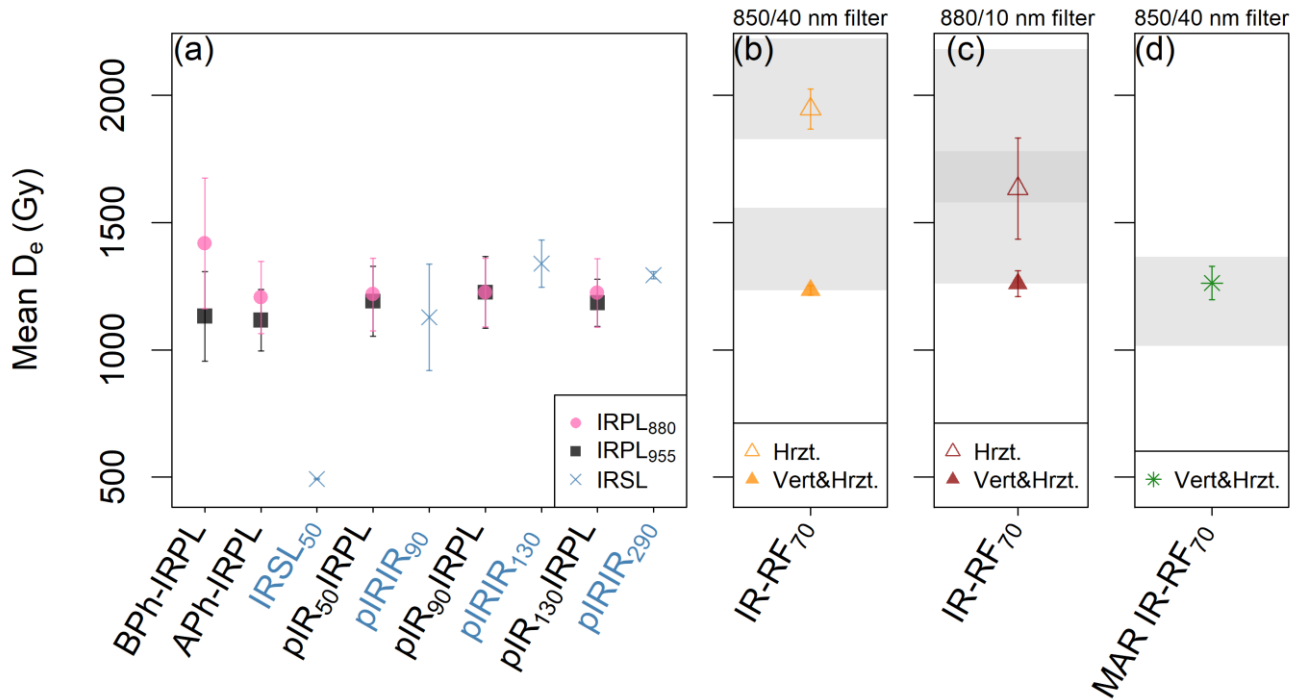 850/40 nm filter
880/10 nm filter
850/40 nm filter
(a)
(b)
(c)
(d)
Mean De (Gy)
2000
1500
1000
500
IRPL880
IRPL955
IRSL
Hrzt.
Vert&Hrzt.
Hrzt.
Vert&Hrzt.
Vert&Hrzt.
BPh-IRPL
APh-IRPL
IRSL50
pIR50IRPL
pIRIR90
pIR90IRPL
pIRIR130
pIR130IRPL
pIRIR290
IR-RF70
IR-RF70
MAR IR-RF70